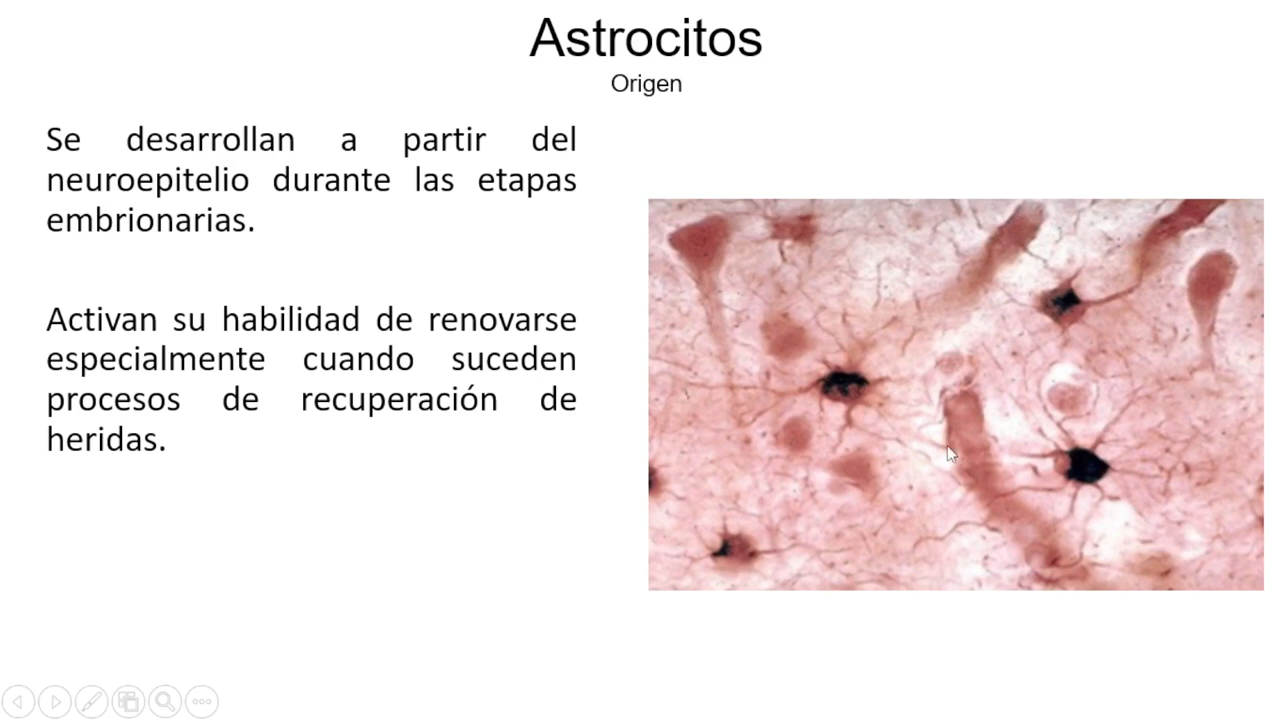 Astrocitos
Origen
Se desarrollan a partir del
neuroepitelio durante las etapas
embrionarias.
Activan su habilidad de renovarse
especialmente cuando suceden
procesos de recuperación de
heridas.